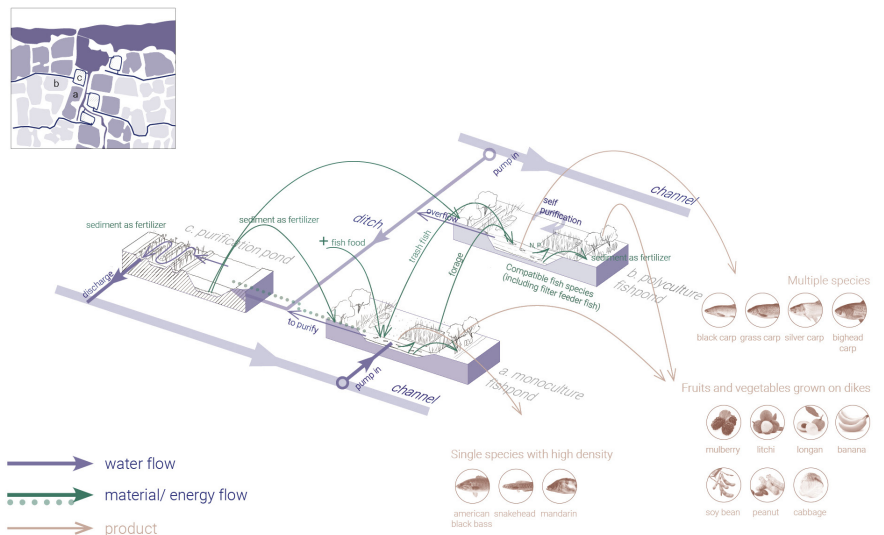 b
c
a
pump in
channel
ditch
self
purification
overflow
sediment as fertilizer
c. purification pond
sediment as fertilizer
+ fish food
trash fish
forage
N, P
sediment as fertilizer
Compatible fish species
(including filter feeder fish)
b. polyculture
fishpond
discharge
to purify
pump in
channel
a. monoculture
fishpond
Multiple species
black carp
grass carp
silver carp
bighead
carp
Fruits and vegetables grown on dikes
mulberry
litchi
longan
banana
soy bean
peanut
cabbage
Single species with high density
american
black bass
snakehead
mandarin
water flow
material/ energy flow
product